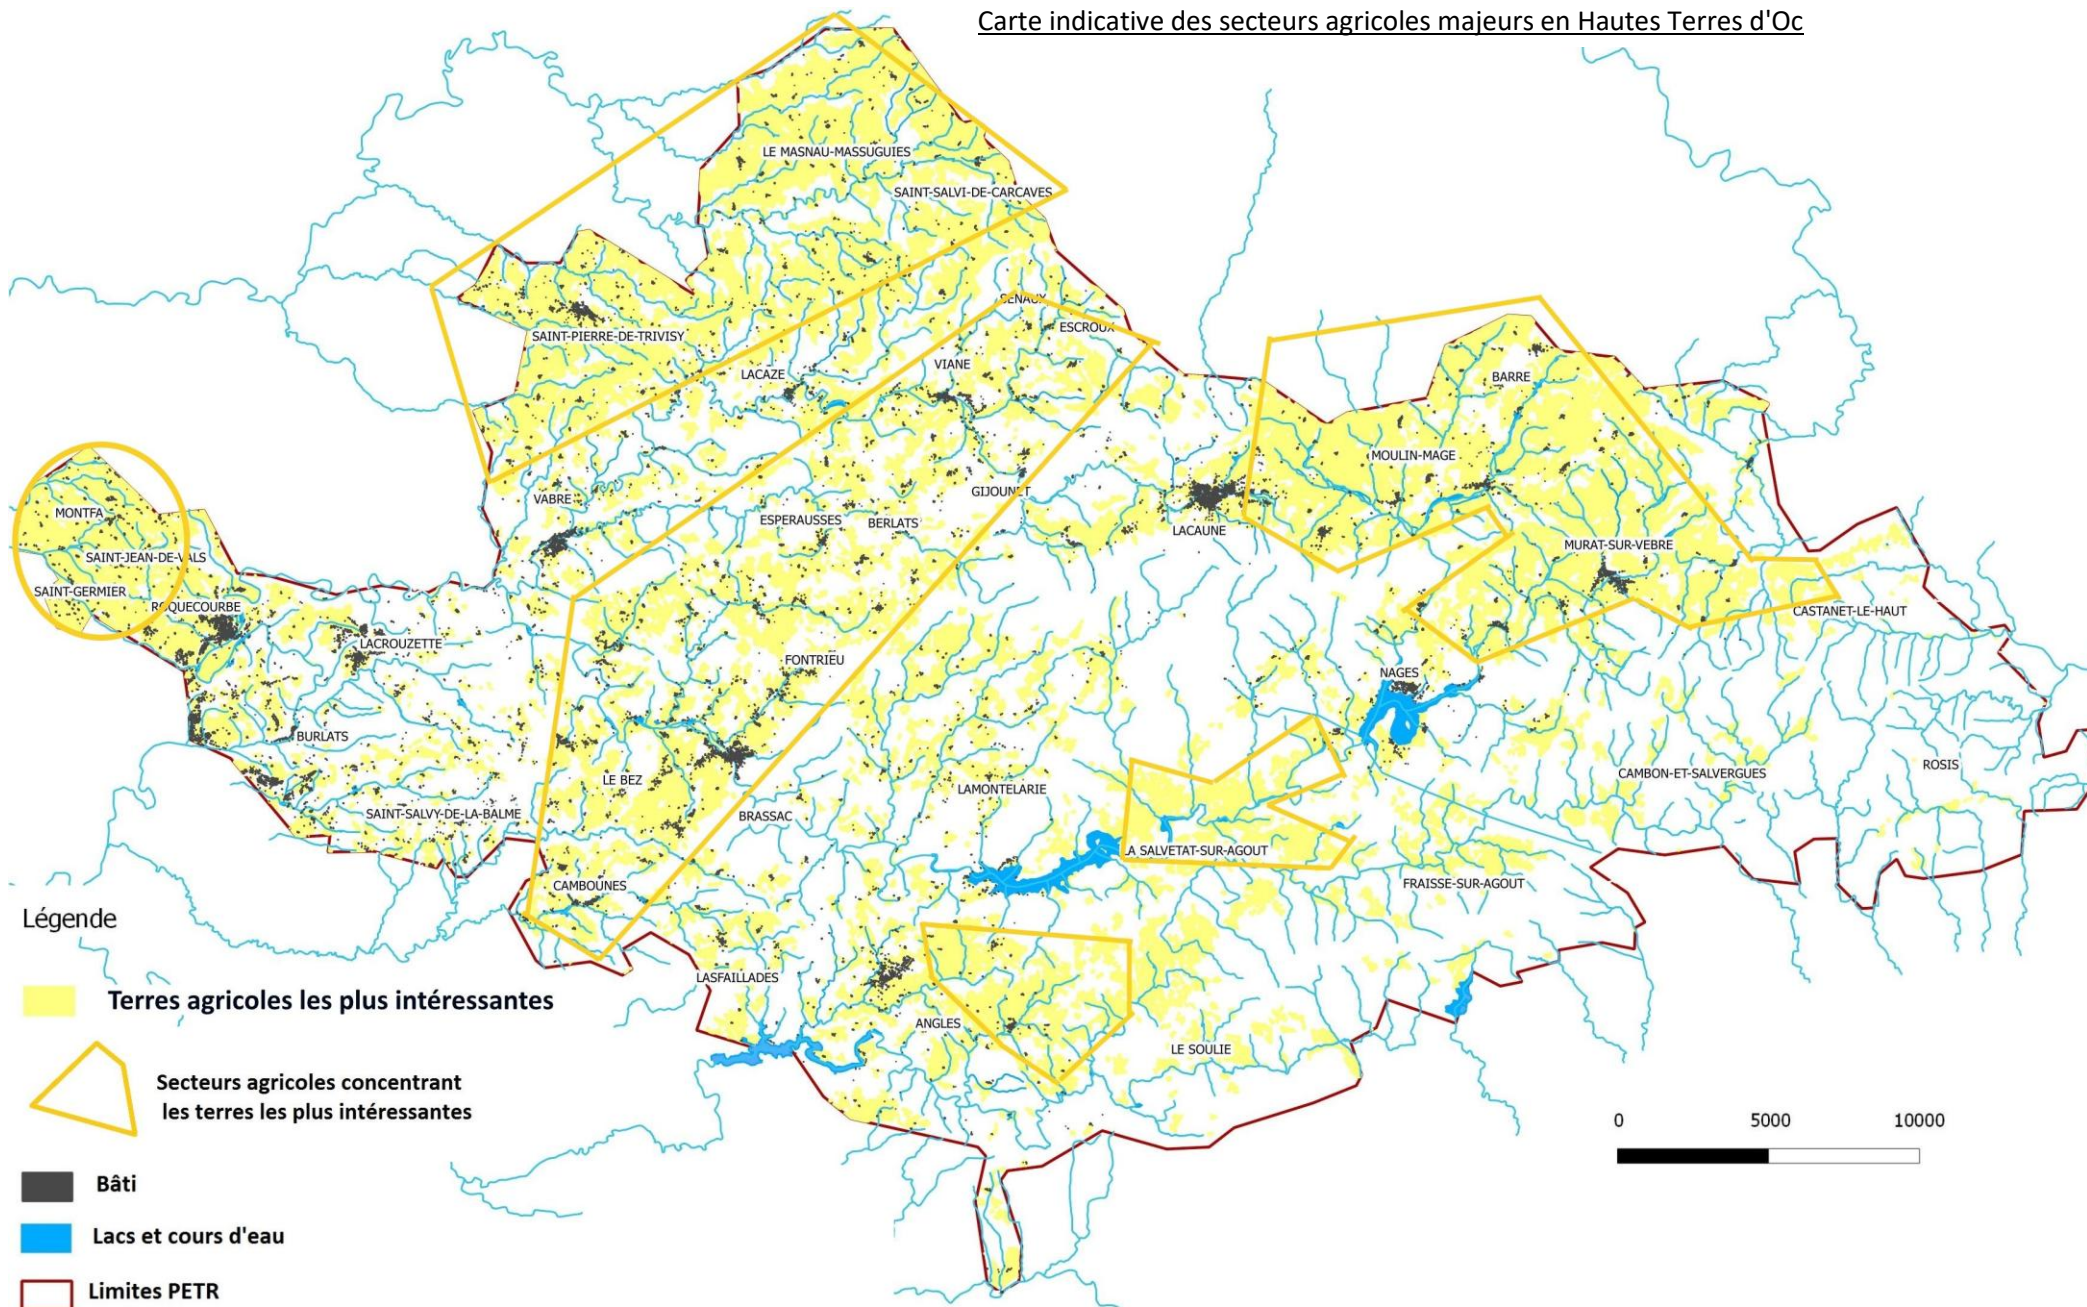 Carte indicative des secteurs agricoles majeurs en Hautes Terres d'Oc
LE MASNAU-MASSUGUIES
SAINT-SALVI-DE-CARCAVES
SENAUX
ESCROUX
SAINT-PIERRE-DE-TRIVISY
VIANE
LACAZE
BARRE
MOULIN-MAGE
VABRE
GIJOUNET
MONTFA
ESPERAUSSES
BERLATS
LACAUNE
MURAT-SUR-VEBRE
SAINT-JEAN-DE-VALS
SAINT-GERMIER
ROQUECOURBE
CASTANET-LE-HAUT
LACROUZETTE
FONTRIEU
NAGES
BURLATS
LE BEZ
CAMBON-ET-SALVERGUES
ROSIS
LAMONTELARIE
SAINT-SALVY-DE-LA-BALME
BRASSAC
LA SALVETAT-SUR-AGOUT
CAMBOUNES
FRAISSE-SUR-AGOUT
LASFAILLADES
ANGLES
LE SOULIE
Légende
Terres agricoles les plus intéressantes
Secteurs agricoles concentrant
les terres les plus intéressantes
Bâti
Lacs et cours d'eau
Limites PETR
0 5000 10000